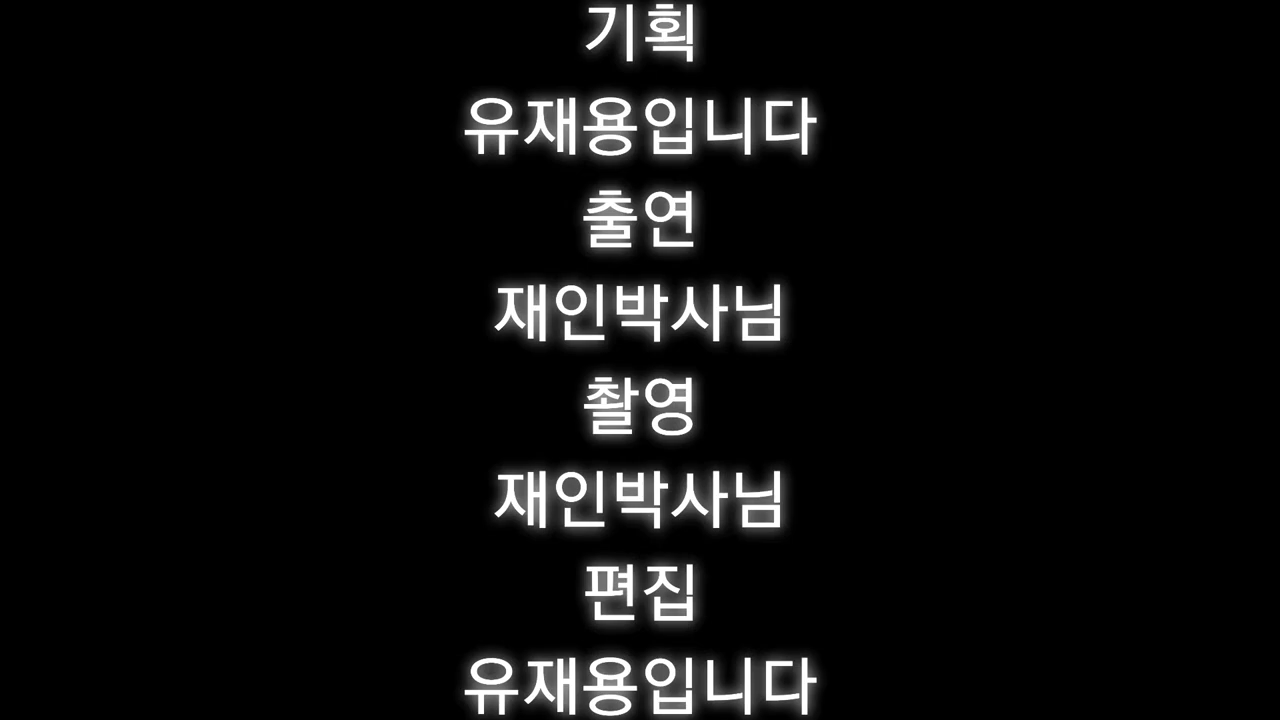 기획
유재용입니다
출연
재인박사님
촬영
재인박사님
편집
유재용입니다